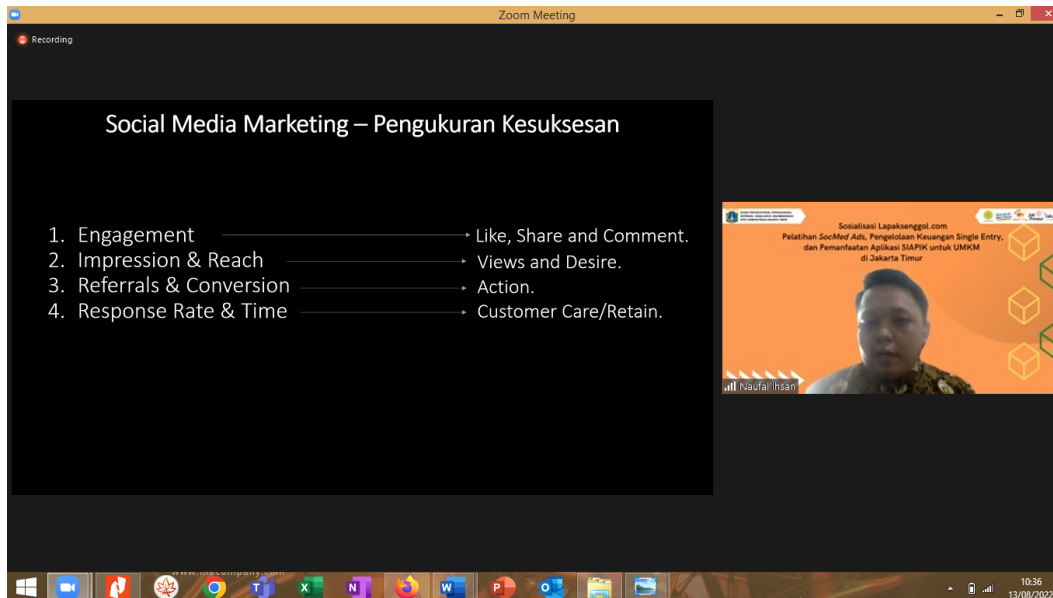 Zoom Meeting
Recording
Social Media Marketing – Pengukuran Kesuksesan
1. Engagement Like, Share and Comment.
2. Impression & Reach Views and Desire.
3. Referrals & Conversion Action.
4. Response Rate & Time Customer Care/Retain.
Sosialisasi Lapaksenggol.com
Pelatihan SocMed Ads, Pengelolaan Keuangan Single Entry,
dan Pemanfaatan Aplikasi SIAPIK untuk UMKM
di Jakarta Timur
Naufal Ihsan
10:36
13/08/2022